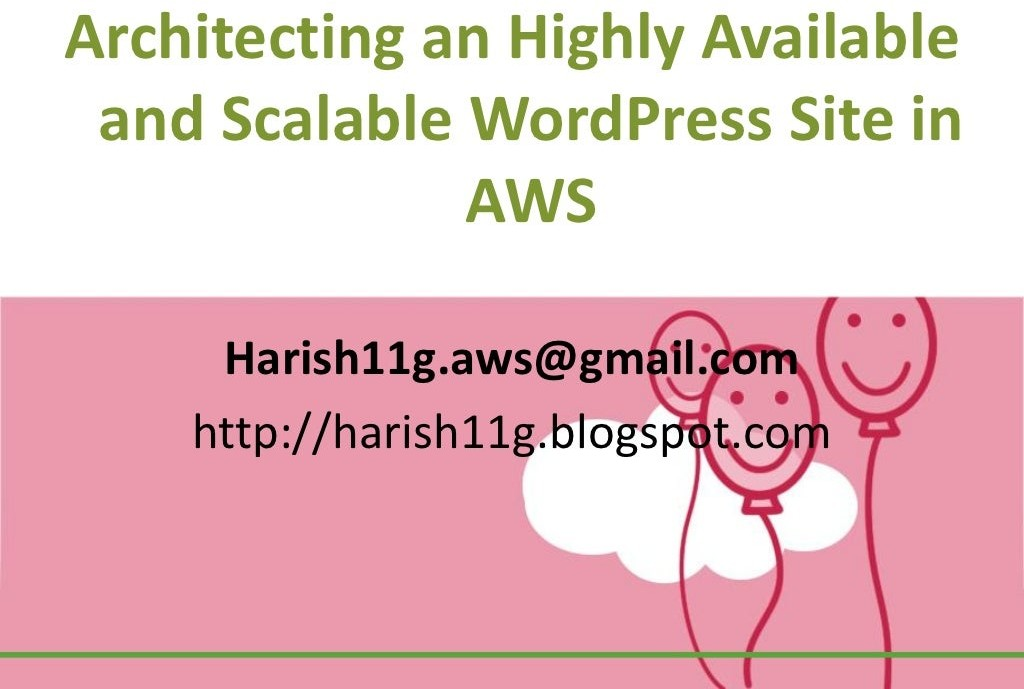 Architecting an Highly Available
and Scalable WordPress Site in
AWS
Harish11g.aws@gmail.com
http://harish11g.blogspot.com